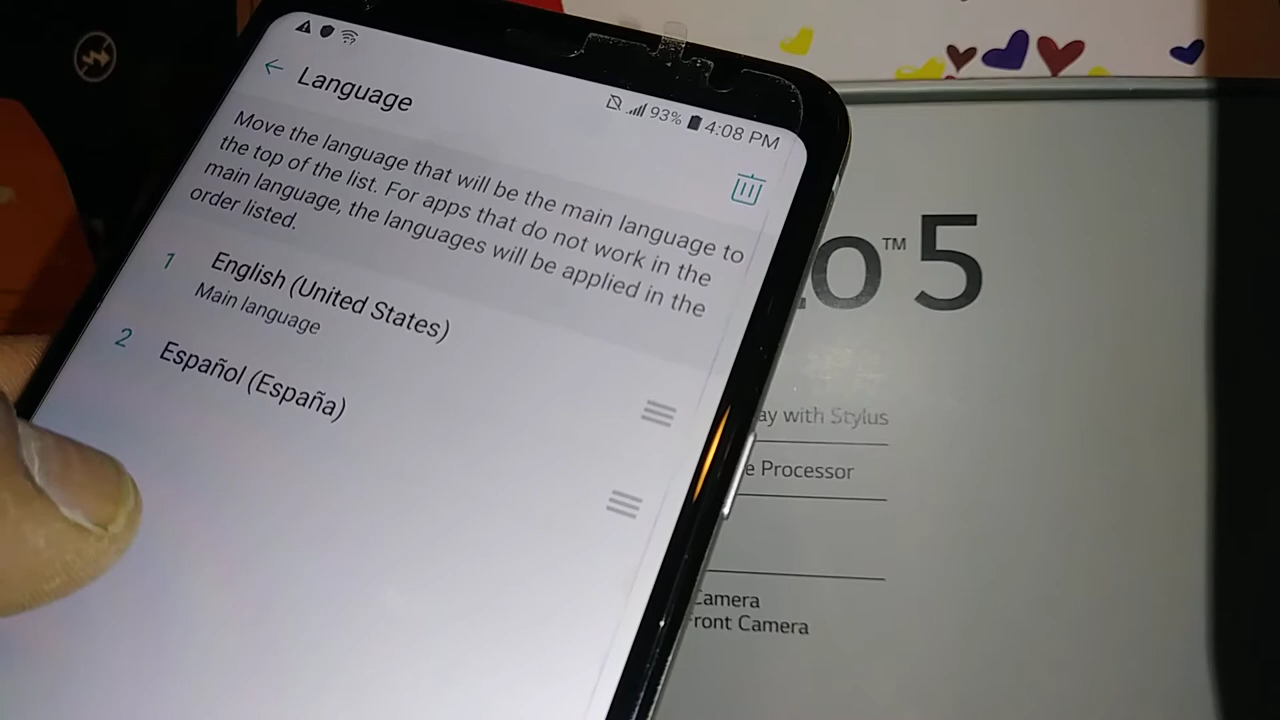 93% 4:08 PM
Language
Move the language that will be the main language to
the top of the list. For apps that do not work in the
main language, the languages will be applied in the
order listed.
1 English (United States)
Main language
2 Español (España)
o™ 5
ay with Stylus
e Processor
Camera
ront Camera